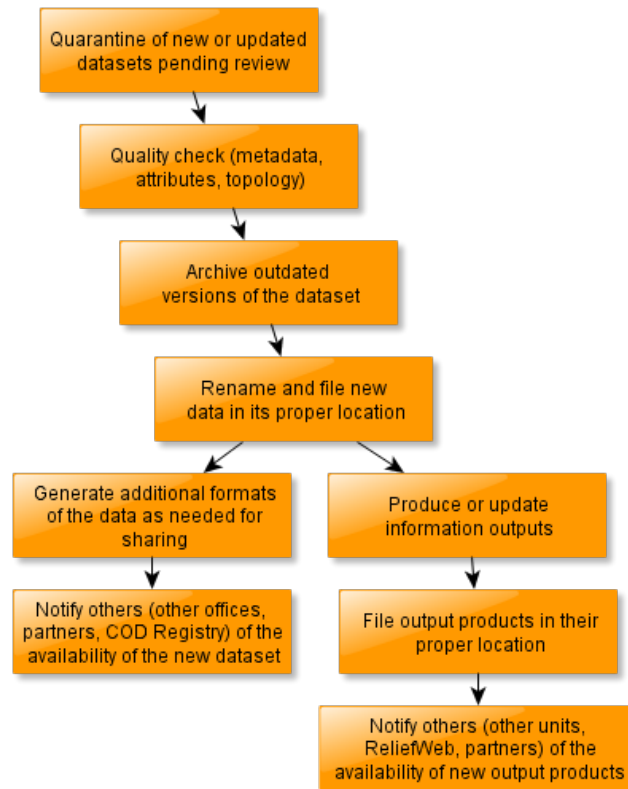 Quarantine of new or updated
datasets pending review
Quality check (metadata,
attributes, topology)
Archive outdated
versions of the dataset
Rename and file new
data in its proper location
Generate additional formats
of the data as needed for
sharing
Produce or update
information outputs
Notify others (other offices,
partners, COD Registry) of the
availability of the new dataset
File output products in their
proper location
Notify others (other units,
ReliefWeb, partners) of the
availability of new output products